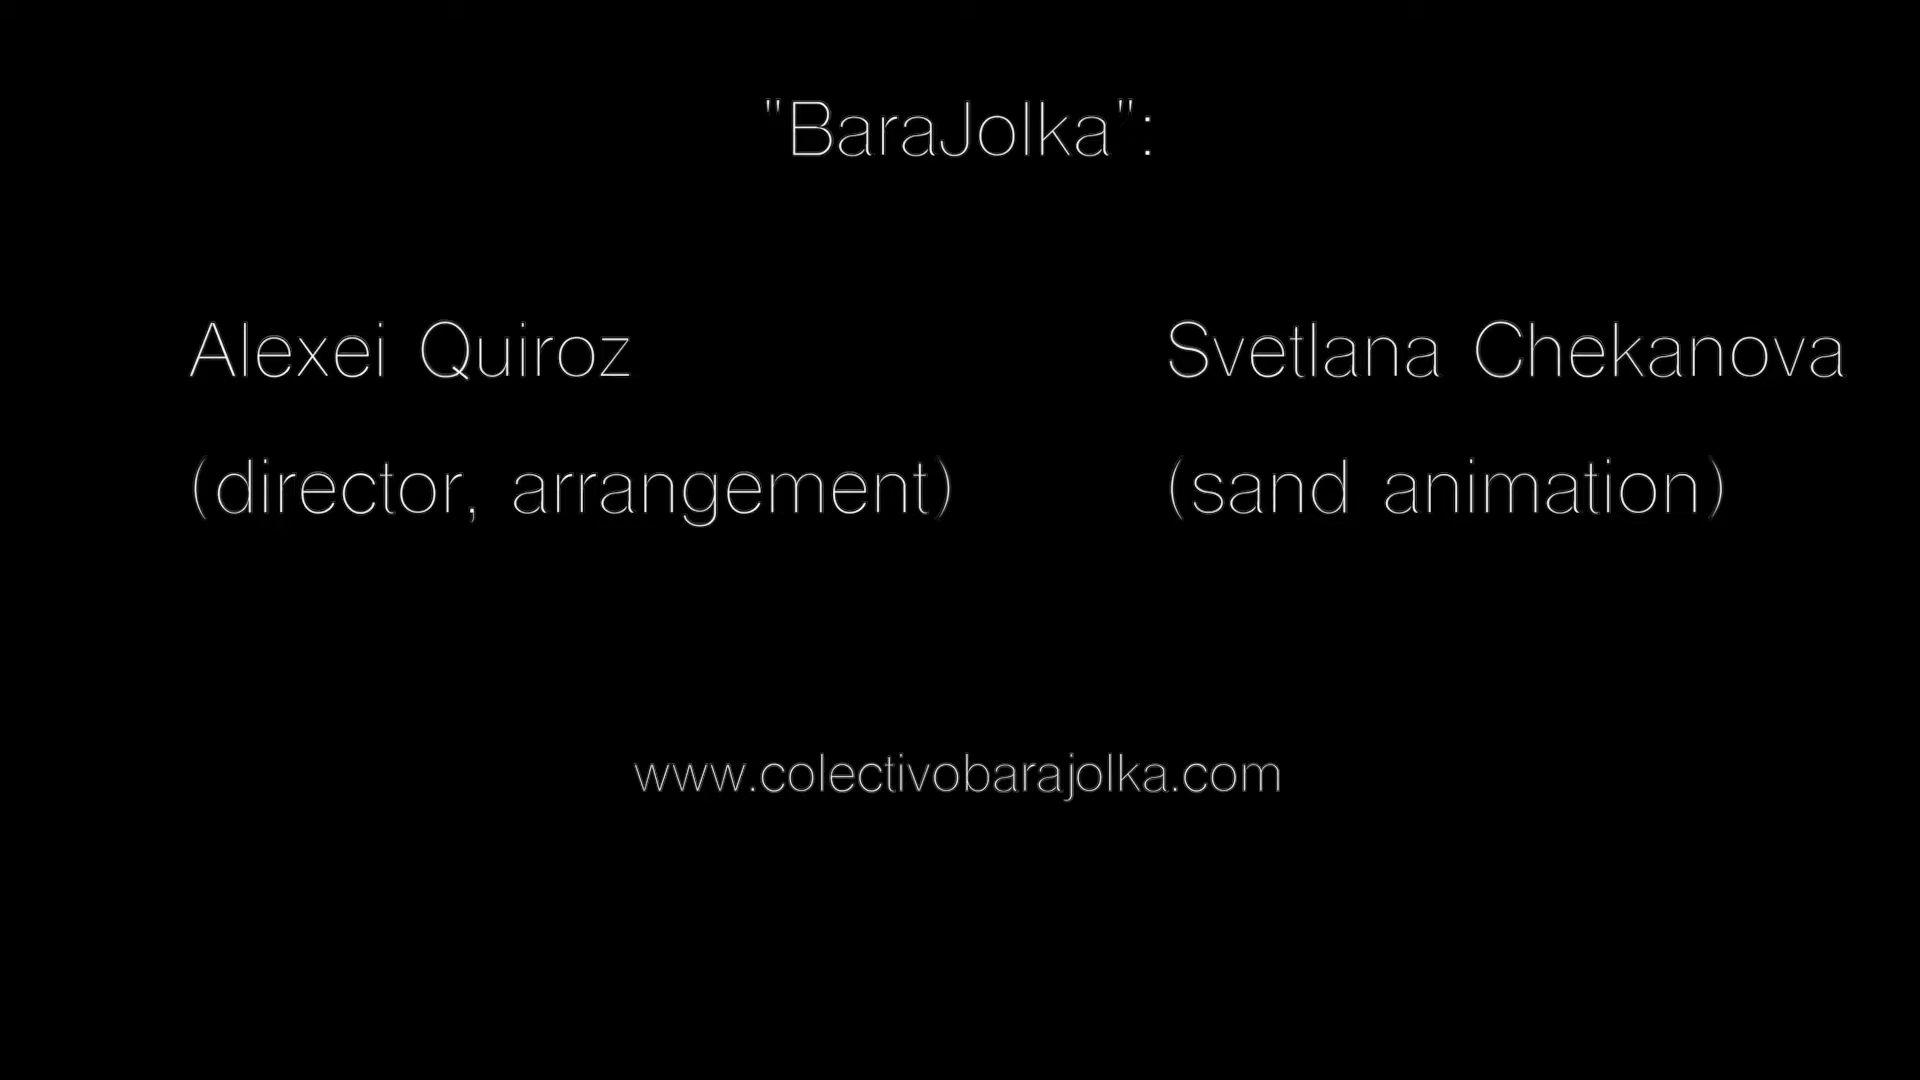 "BaraJolka":
Alexei Quiroz
(director, arrangement)
Svetlana Chekanova
(sand animation)
www.colectivobarajolka.com